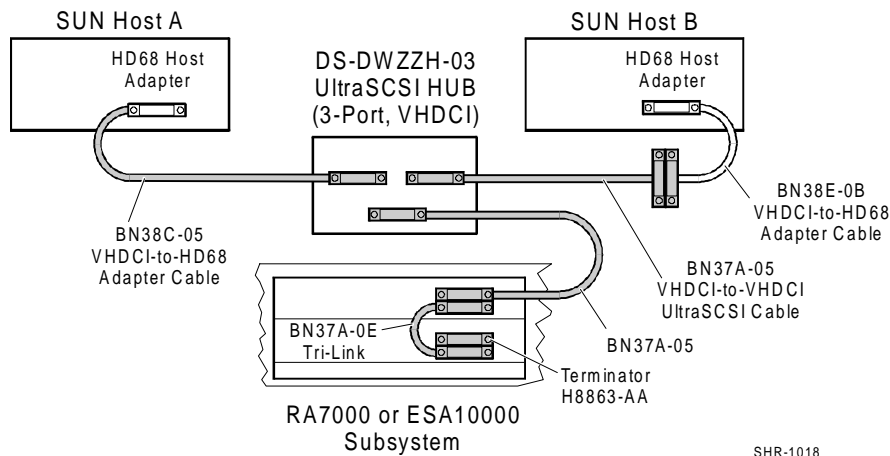 SUN Host A
HD68 Host
Adapter
DS-DWZZH-03
UltraSCSI HUB
(3-Port, VHDCI)
SUN Host B
HD68 Host
Adapter
BN38C-05
VHDCI-to-HD68
Adapter Cable
BN38E-0B
VHDCI-to-HD68
Adapter Cable
BN37A-05
VHDCI-to-VHDCI
UltraSCSI Cable
BN37A-0E
Tri-Link
BN37A-05
Terminator
H8863-AA
RA7000 or ESA10000
Subsystem
SHR-1018